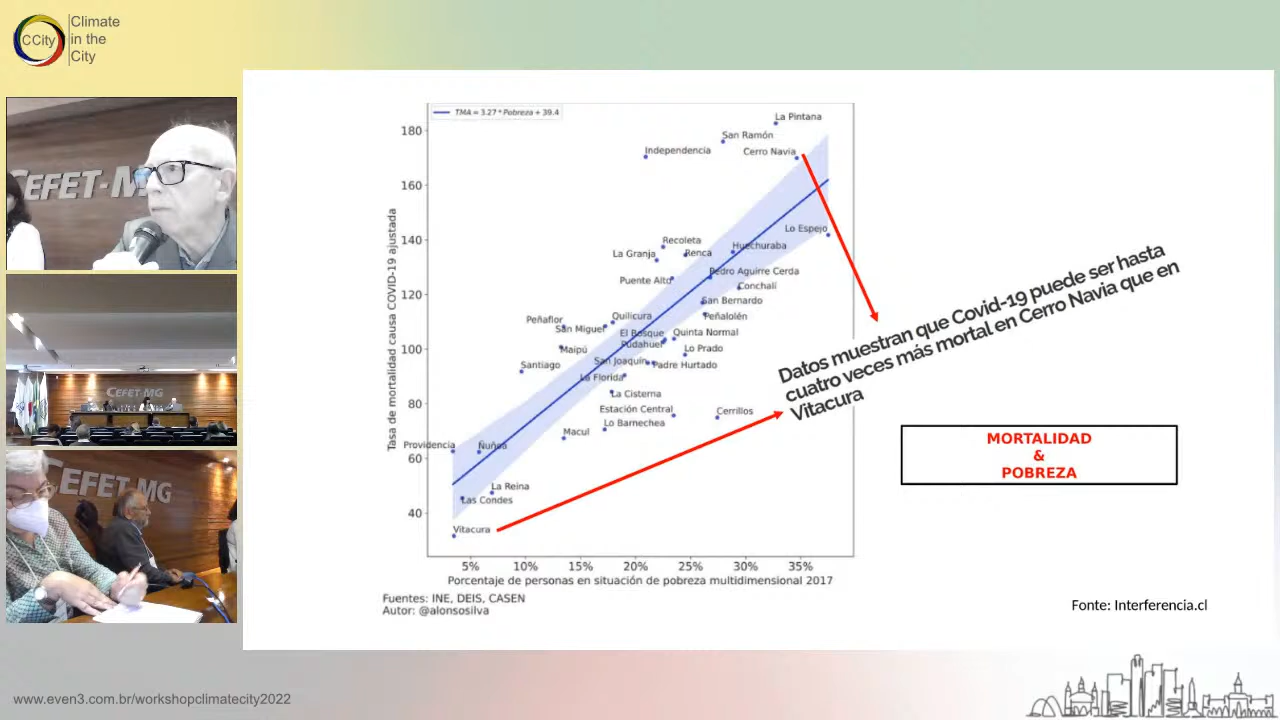 CCity
Climate
in the
City
CEFET-M
CEFET-MG
CEFET MG
TMA = 3.27*Pobreza + 39.4
Tasa de mortalidad causa COVID-19 ajustada
180
160
140
120
100
80
60
40
La Pintana
San Ramón
Independencia
Cerro Navia
Lo Espejo
Recoleta
Huechuraba
La Granja
Renca
Pedro Aguirre Cerda
Puente Alto
Conchalí
San Bernardo
Peñaflor
Quilicura
Peñalolén
San Miguel
El Bosque
Quinta Normal
Pudahuel
Maipú
Lo Prado
Santiago
San Joaquín
Padre Hurtado
La Florida
La Cisterna
Estación Central
Cerrillos
Lo Barnechea
Macul
Providencia
Ñuñoa
La Reina
Las Condes
Vitacura
5%
10%
15%
20%
25%
30%
35%
Porcentaje de personas en situación de pobreza multidimensional 2017
Fuentes: INE, DEIS, CASEN
Autor: @alonsosilva
Datos muestran que Covid-19 puede ser hasta
cuatro veces más mortal en Cerro Navia que en
Vitacura
MORTALIDAD
&
POBREZA
Fonte: Interferencia.cl
www.even3.com.br/workshopclimatecity2022